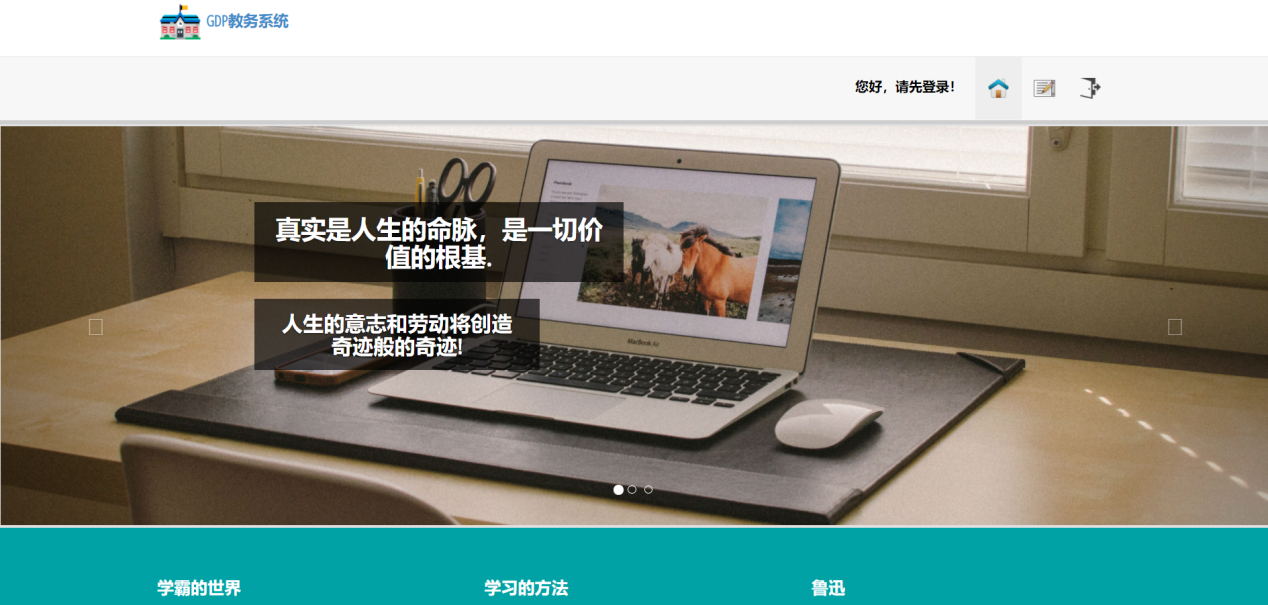 GDP教务系统
您好，请先登录！
真实是人生的命脉，是一切价
值的根基.
人生的意志和劳动将创造
奇迹般的奇迹!
MacBook Air
学霸的世界
学习的方法
鲁迅